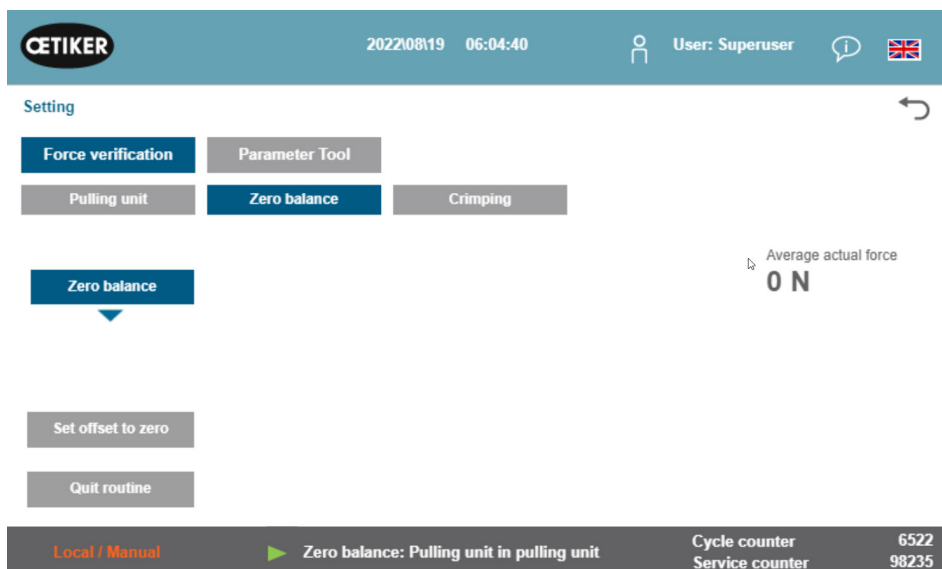 ŒTIKER
2022\08\19 06:04:40
User: Superuser
Setting
Force verification Parameter Tool
Pulling unit Zero balance Crimping
Average actual force
0 N
Zero balance
Set offset to zero
Quit routine
Local / Manual
Zero balance: Pulling unit in pulling unit
Cycle counter 6522
Service counter 98235